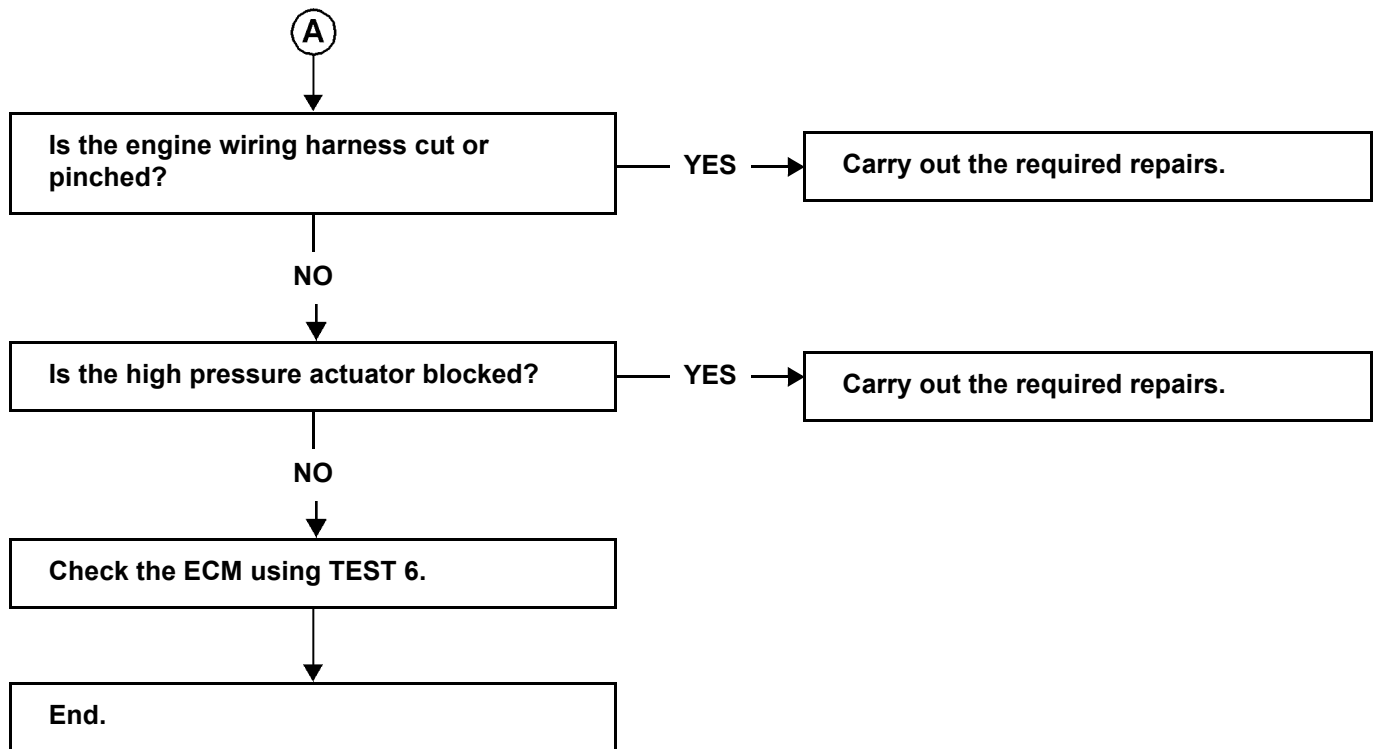 A
Is the engine wiring harness cut or
pinched?
YES
Carry out the required repairs.
NO
Is the high pressure actuator blocked?
YES
Carry out the required repairs.
NO
Check the ECM using TEST 6.
End.